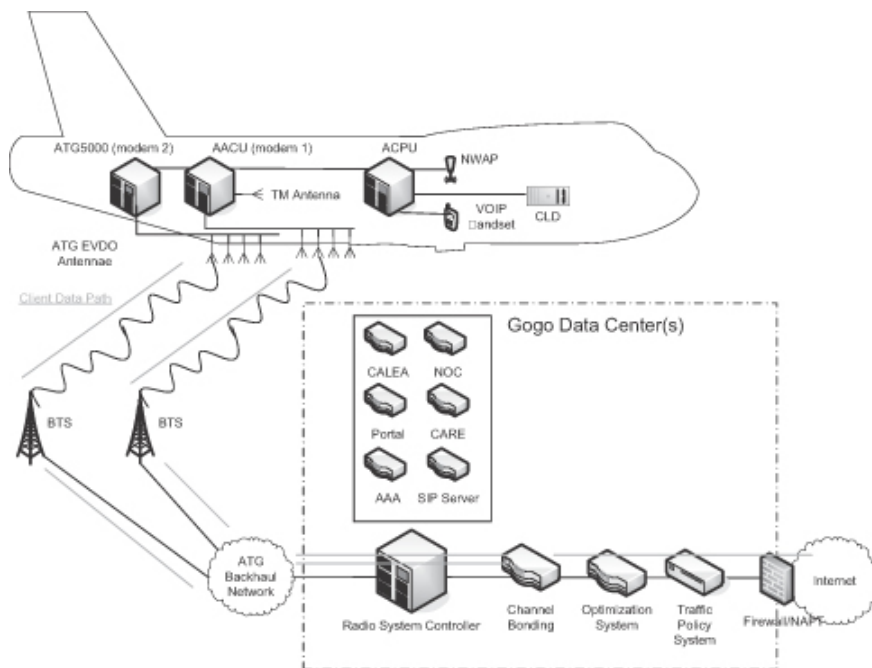 ATG5000 (modem 2)
AACU (modem 1)
ACPU
NWAP
TM Antenna
VOIP
□andset
CLD
ATG EVDO
Antennae
Client Data Path
Gogo Data Center(s)
CALEA
NOC
BTS
BTS
Portal
CARE
AAA
SIP Server
ATG
Backhaul
Network
Radio System Controller
Channel
Bonding
Optimization
System
Traffic
Policy
System
Firewall/NAPT
Internet